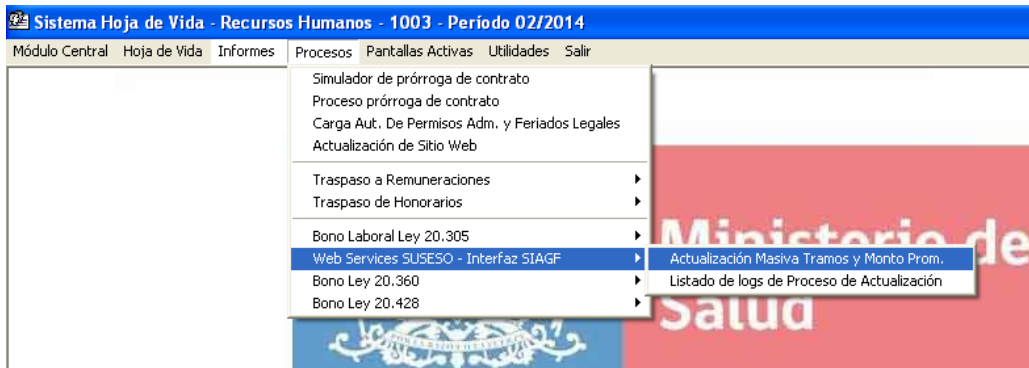 Sistema Hoja de Vida - Recursos Humanos - 1003 - Período 02/2014
Módulo Central Hoja de Vida Informes Procesos Pantallas Activas Utilidades Salir
Simulador de prórroga de contrato
Proceso prórroga de contrato
Carga Aut. De Permisos Adm. y Feriados Legales
Actualización de Sitio Web
Traspaso a Remuneraciones
Traspaso de Honorarios
Bono Laboral Ley 20.305
Web Services SUSESO - Interfaz SIAGF
Bono Ley 20.360
Bono Ley 20.428
Actualización Masiva Tramos y Monto Prom.
Listado de logs de Proceso de Actualización
Ministerio de
Salud